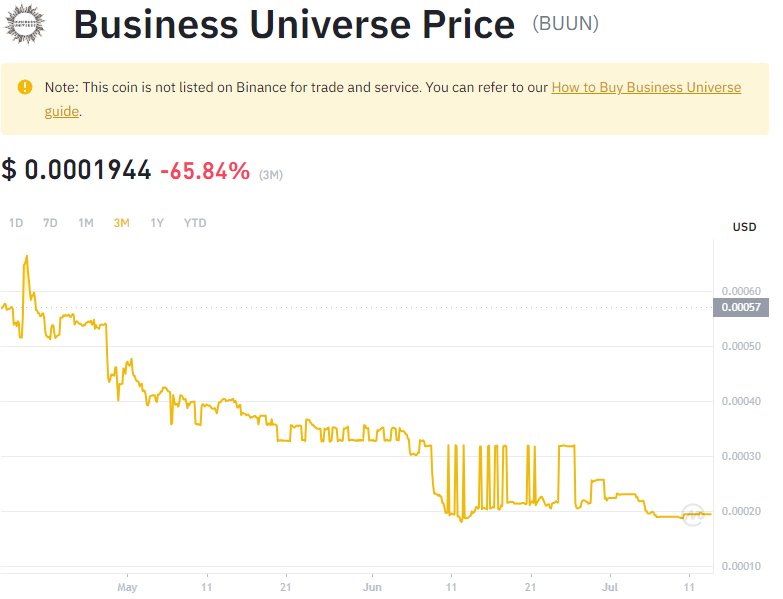 Business Universe Price (BUUN)
Note: This coin is not listed on Binance for trade and service. You can refer to our How to Buy Business Universe
guide.
$ 0.0001944 -65.84% (3M)
1D 7D 1M 3M 1Y YTD
USD
0.00060
0.00057
0.00050
0.00040
0.00030
0.00020
0.00010
May 11 21 Jun 11 21 Jul 11